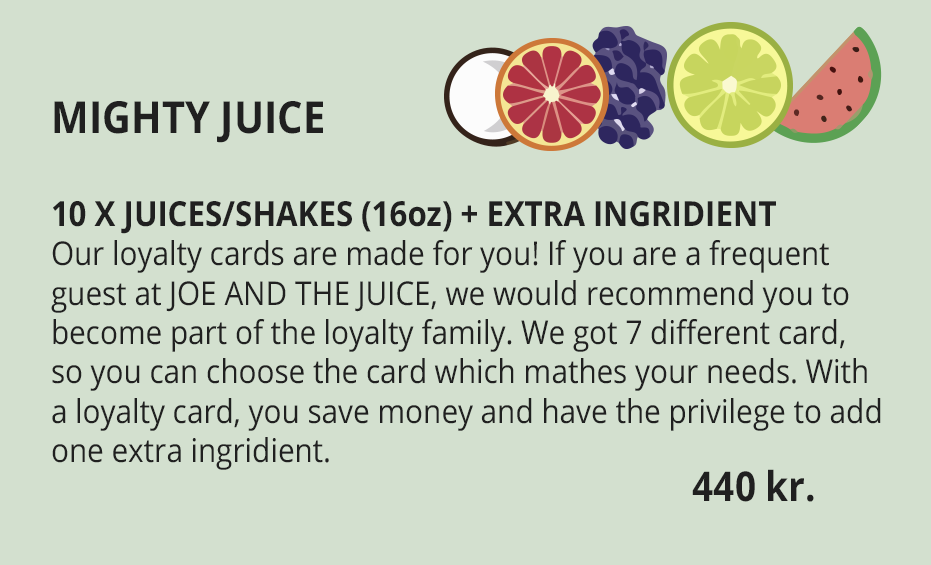 MIGHTY JUICE
10 X JUICES/SHAKES (16oz) + EXTRA INGRIDIENT
Our loyalty cards are made for you! If you are a frequent
guest at JOE AND THE JUICE, we would recommend you to
become part of the loyalty family. We got 7 different card,
so you can choose the card which mathes your needs. With
a loyalty card, you save money and have the privilege to add
one extra ingridient.
440 kr.